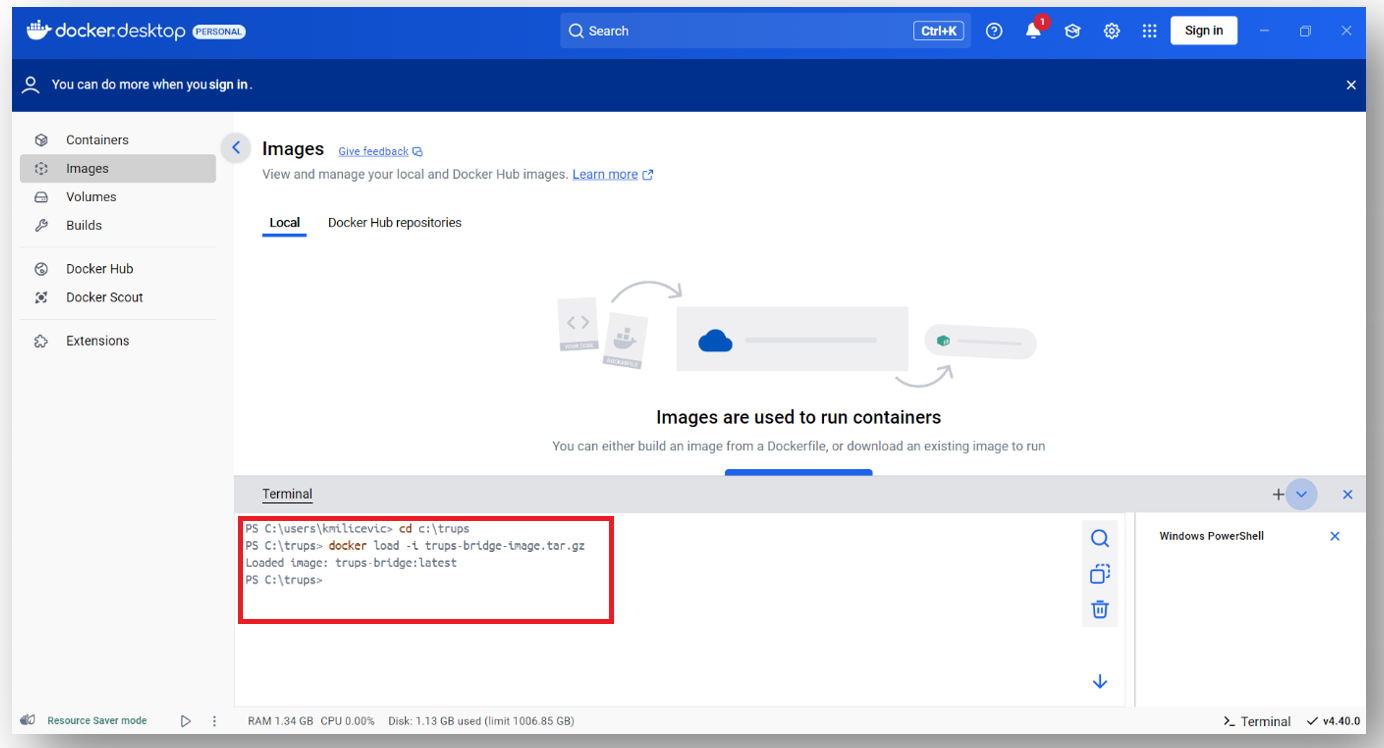 docker.desktop PERSONAL
Search Ctrl+K
1
Sign in
You can do more when you sign in.
Containers
Images
Volumes
Builds
Docker Hub
Docker Scout
Extensions
Images Give feedback
View and manage your local and Docker Hub images. Learn more
Local Docker Hub repositories
YOUR CODE
DOCKERFILE
Images are used to run containers
You can either build an image from a Dockerfile, or download an existing image to run
Terminal
PS C:\users\kmilicevic> cd c:\trups
PS C:\trups> docker load -i trups-bridge-image.tar.gz
Loaded image: trups-bridge:latest
PS C:\trups>
Windows PowerShell
Resource Saver mode
RAM 1.34 GB CPU 0.00% Disk: 1.13 GB used (limit 1006.85 GB)
Terminal
v4.40.0